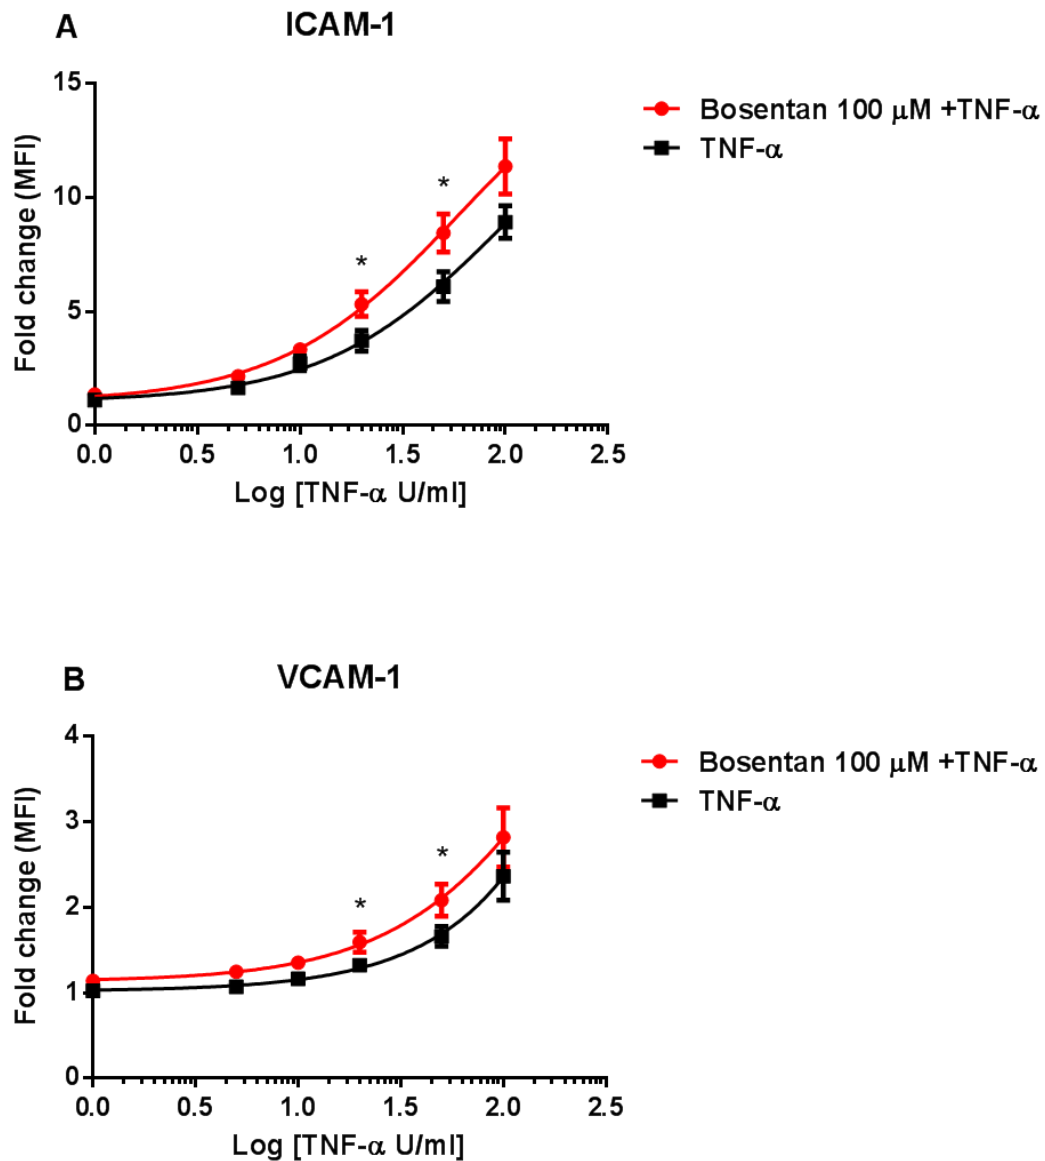 A
ICAM-1
15
10
5
0
Fold change (MFI)
*
*
0.0 0.5 1.0 1.5 2.0 2.5
Log [TNF-α U/ml]
Bosentan 100 μM +TNF-α
TNF-α
B
VCAM-1
4
3
2
1
0
Fold change (MFI)
*
*
0.0 0.5 1.0 1.5 2.0 2.5
Log [TNF-α U/ml]
Bosentan 100 μM +TNF-α
TNF-α